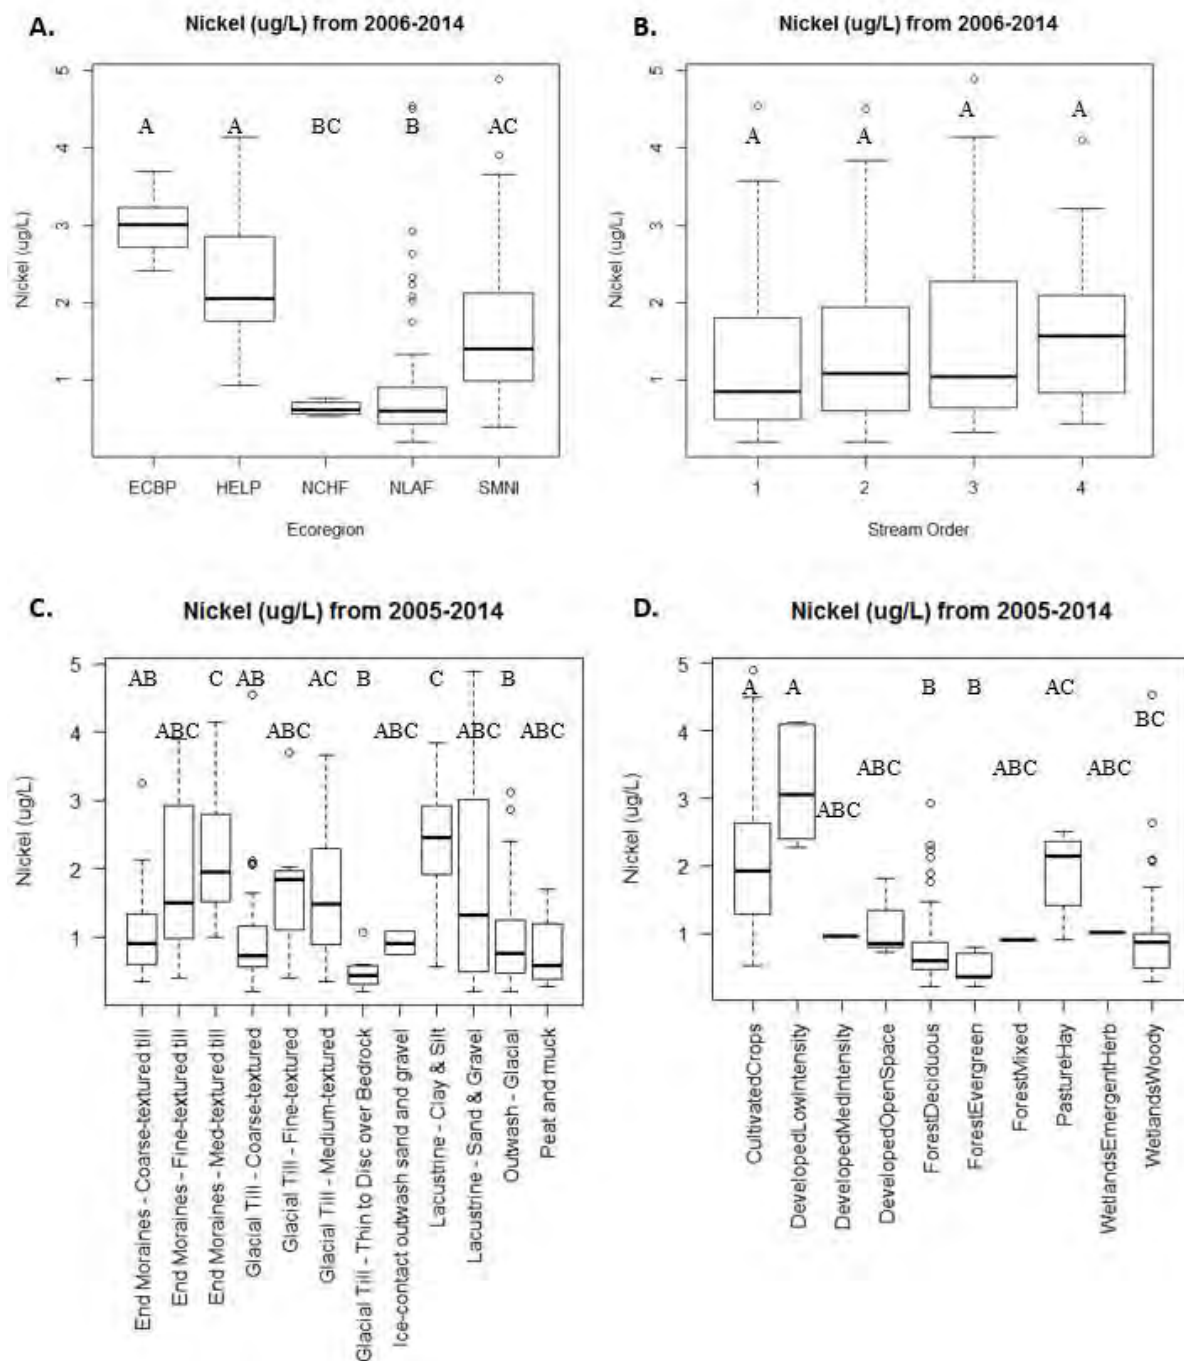 A.
Nickel (ug/L) from 2006-2014
Nickel (ug/L)
5
4
3
2
1
A A BC B AC
ECBP HELP NCHF NLAF SMNI
Ecoregion
B.
Nickel (ug/L) from 2006-2014
Nickel (ug/L)
5
4
3
2
1
A A A A
1 2 3 4
Stream Order
C.
Nickel (ug/L) from 2005-2014
Nickel (ug/L)
5
4
3
2
1
AB C AB AC B C B
ABC ABC ABC ABC ABC
End Moraines - Coarse-textured till
End Moraines - Fine-textured till
End Moraines - Med-textured till
Glacial Till - Coarse-textured
Glacial Till - Fine-textured
Glacial Till - Medium-textured
Glacial Till - Thin to Disc over Bedrock
Ice-contact outwash sand and gravel
Lacustrine - Clay & Silt
Lacustrine - Sand & Gravel
Outwash - Glacial
Peat and muck
D.
Nickel (ug/L) from 2005-2014
Nickel (ug/L)
5
4
3
2
1
A A B B AC
BC
ABC ABC ABC
ABC
CultivatedCrops
DevelopedLowIntensity
DevelopedMedIntensity
DevelopedOpenSpace
ForestDeciduous
ForestEvergreen
ForestMixed
PastureHay
WetlandsEmergentHerb
WetlandsWoody